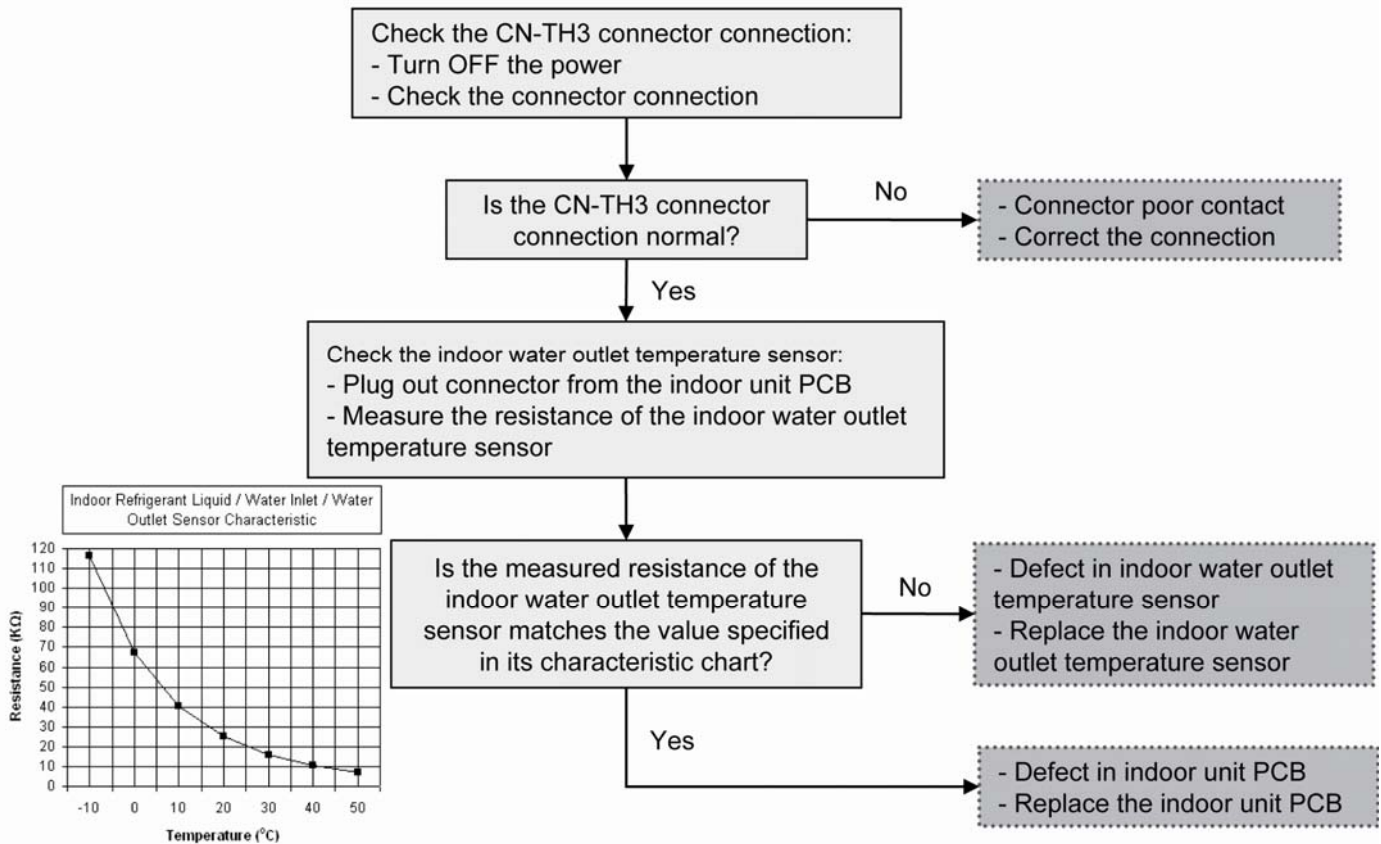 Check the CN-TH3 connector connection:
- Turn OFF the power
- Check the connector connection
Is the CN-TH3 connector
connection normal?
No
- Connector poor contact
- Correct the connection
Yes
Check the indoor water outlet temperature sensor:
- Plug out connector from the indoor unit PCB
- Measure the resistance of the indoor water outlet
temperature sensor
Indoor Refrigerant Liquid / Water Inlet / Water
Outlet Sensor Characteristic
Resistance (KΩ)
120
110
100
90
80
70
60
50
40
30
20
10
0
-10 0 10 20 30 40 50
Temperature (°C)
Is the measured resistance of the
indoor water outlet temperature
sensor matches the value specified
in its characteristic chart?
No
- Defect in indoor water outlet
temperature sensor
- Replace the indoor water
outlet temperature sensor
Yes
- Defect in indoor unit PCB
- Replace the indoor unit PCB